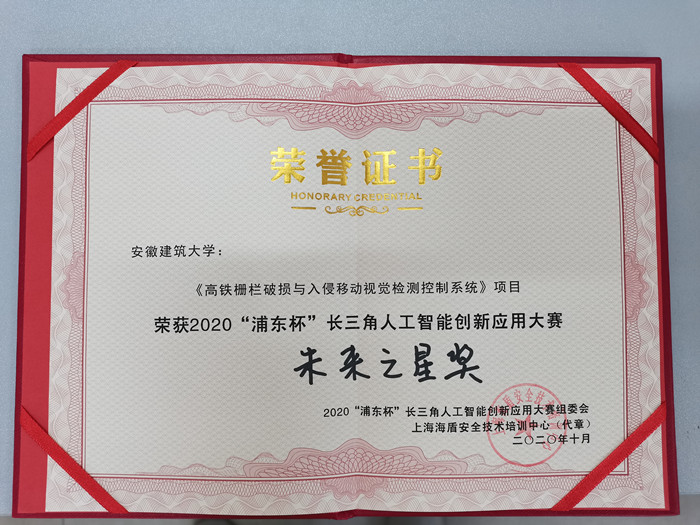 荣誉证书
HONORARY CREDENTIAL
安徽建筑大学：
《高铁栅栏破损与入侵移动视觉检测控制系统》项目
荣获2020“浦东杯”长三角人工智能创新应用大赛
未来之星奖
2020“浦东杯”长三角人工智能创新应用大赛组委会
上海海盾安全技术培训中心（代章）
二〇二〇年十月